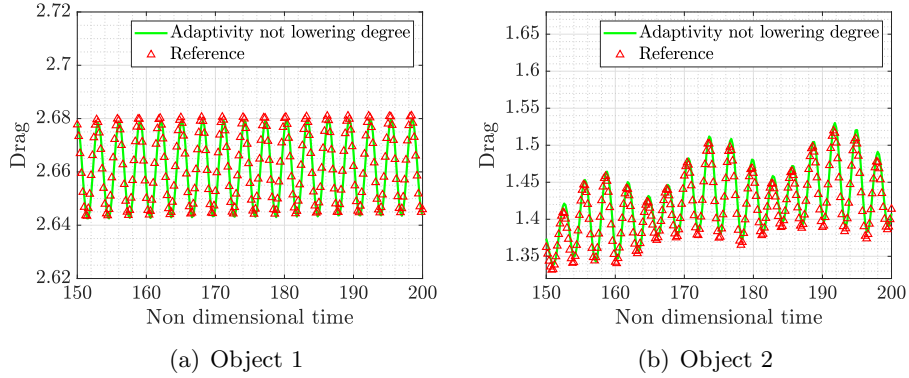 2.72
2.7
2.68
2.66
2.64
2.62
Drag
Adaptivity not lowering degree
Reference
150 160 170 180 190 200
Non dimensional time
(a) Object 1
1.65
1.6
1.55
1.5
1.45
1.4
1.35
Drag
Adaptivity not lowering degree
Reference
150 160 170 180 190 200
Non dimensional time
(b) Object 2